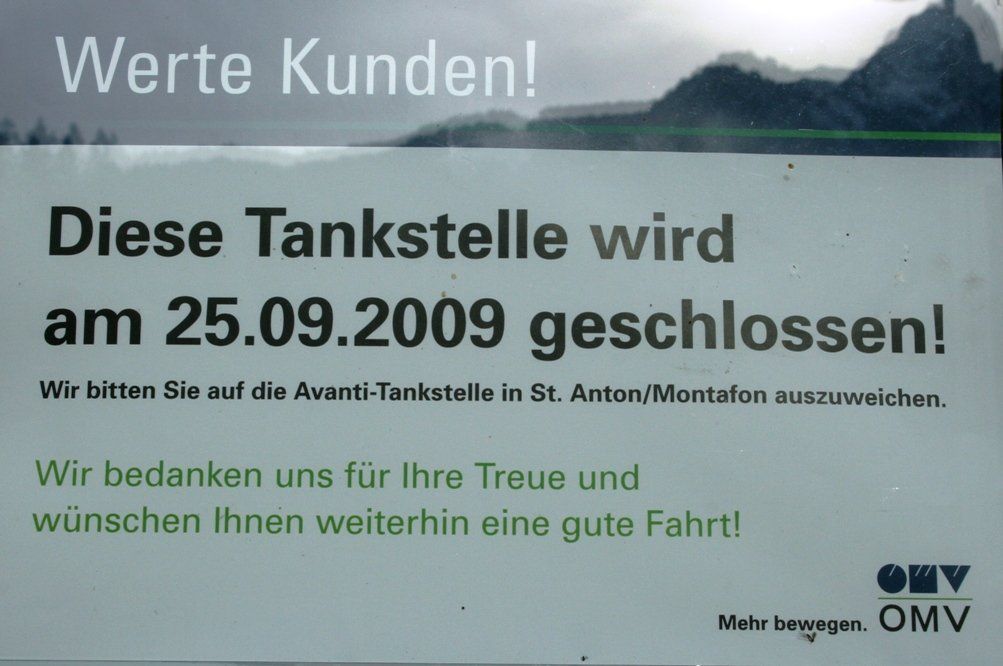 Werte Kunden!
Diese Tankstelle wird
am 25.09.2009 geschlossen!
Wir bitten Sie auf die Avanti-Tankstelle in St. Anton/Montafon auszuweichen.
Wir bedanken uns für Ihre Treue und
wünschen Ihnen weiterhin eine gute Fahrt!
OMV
Mehr bewegen. OMV